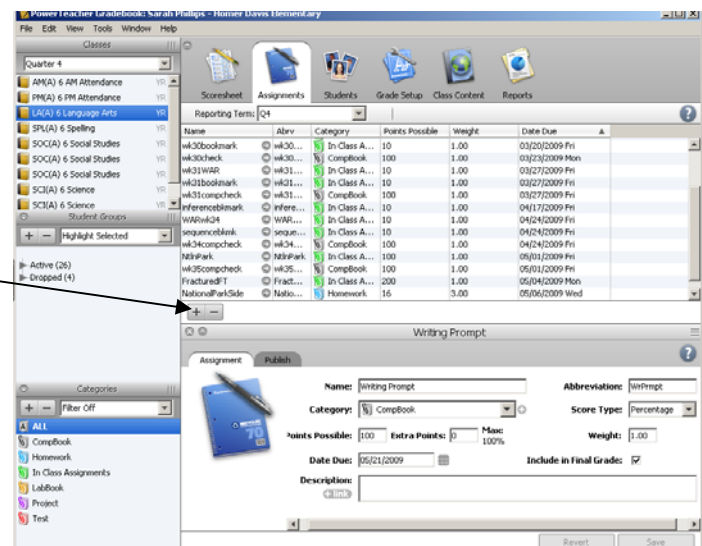 PowerTeacher Gradebook: Sarah Phillips - Homer Davis Elementary
File Edit View Tools Window Help
Classes
Quarter 4
AM(A) 6 AM Attendance YR
PM(A) 6 PM Attendance YR
LA(A) 6 Language Arts YR
SPL(A) 6 Spelling YR
SOC(A) 6 Social Studies YR
SOC(A) 6 Social Studies YR
SOC(A) 6 Social Studies YR
SCI(A) 6 Science YR
SCI(A) 6 Science YR
Student Groups
+ - Highlight Selected
Active (26)
Dropped (4)
Categories
+ - Filter Off
ALL
CompBook
Homework
In Class Assignments
LabBook
Project
Test
Scoresheet Assignments Students Grade Setup Class Content Reports
Reporting Term: Q4 ?
Name Abrv Category Points Possible Weight Date Due
wk30bookmark wk30... In Class A... 10 1.00 03/20/2009 Fri
wk30check wk30... CompBook 100 1.00 03/23/2009 Mon
wk31WAR wk31... In Class A... 10 1.00 03/27/2009 Fri
wk31bookmark wk31... In Class A... 10 1.00 03/27/2009 Fri
wk31compcheck wk31... CompBook 100 1.00 03/27/2009 Fri
inferencebkmark infere... In Class A... 10 1.00 04/17/2009 Fri
WARwk34 WAR... In Class A... 10 1.00 04/24/2009 Fri
sequencebkmk seque... In Class A... 10 1.00 04/24/2009 Fri
wk34compcheck wk34... CompBook 100 1.00 04/24/2009 Fri
NtlnPark NtlnPark In Class A... 100 1.00 05/01/2009 Fri
wk35compcheck wk35... CompBook 100 1.00 05/01/2009 Fri
FracturedFT Fract... In Class A... 200 1.00 05/04/2009 Mon
NationalParkSide Natio... Homework 16 3.00 05/06/2009 Wed
+ -
Writing Prompt
Assignment Publish ?
Name: Writing Prompt Abbreviation: WrPrmpt
Category: CompBook Score Type: Percentage
Points Possible: 100 Extra Points: 0 Max: 100% Weight: 1.00
Date Due: 05/21/2009 Include in Final Grade:
Description:
+ link
70
Revert Save